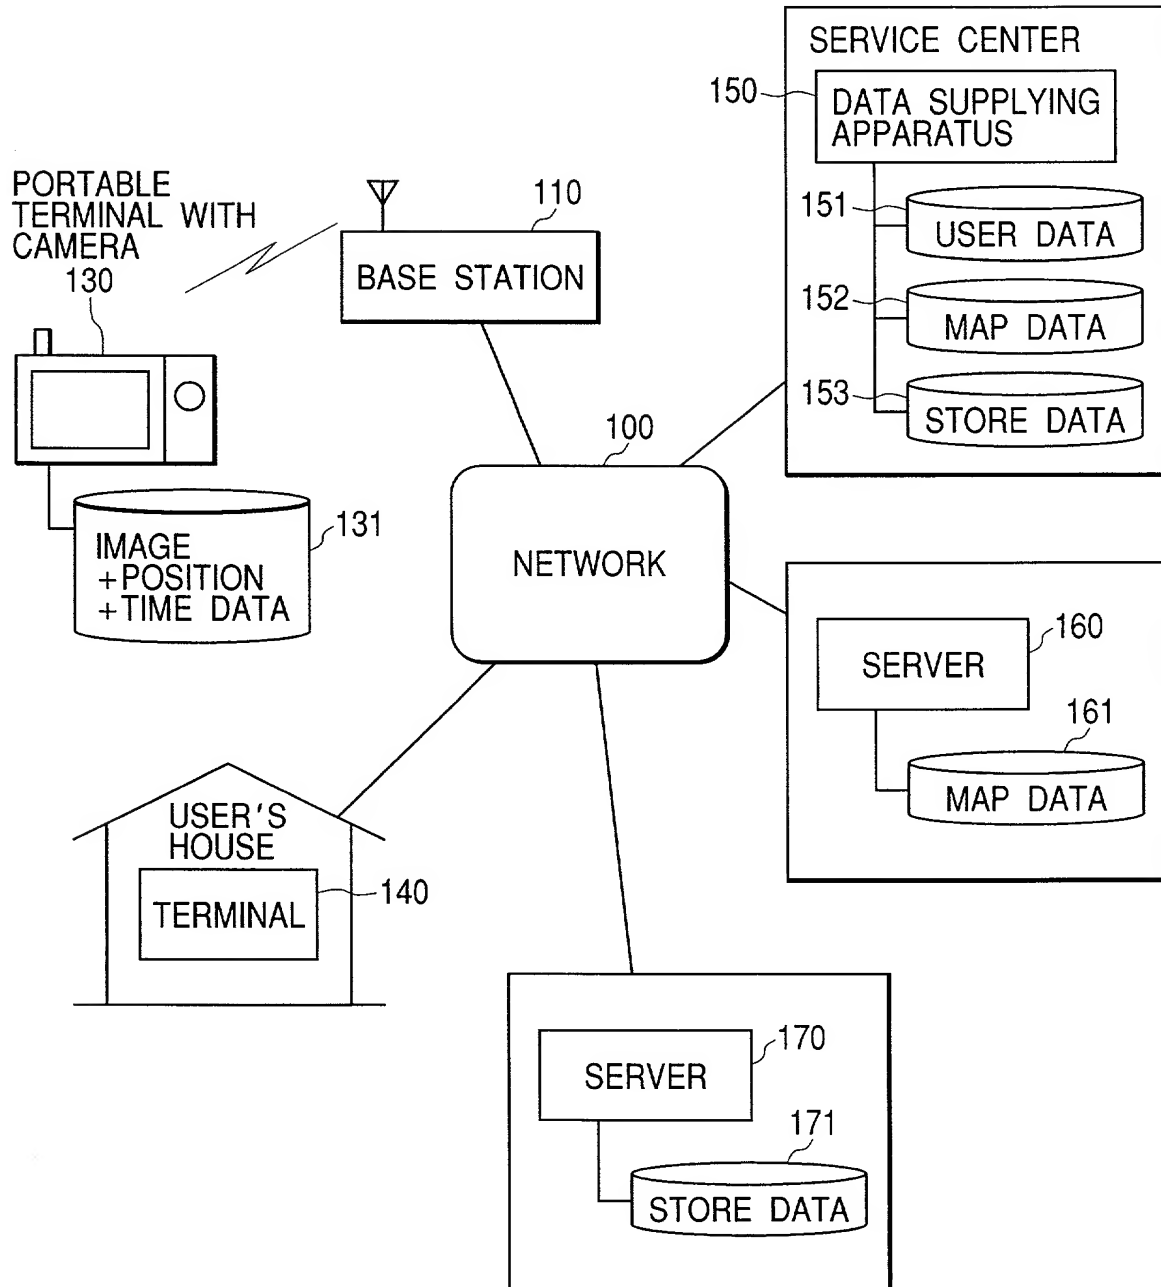 SERVICE CENTER
150
DATA SUPPLYING
APPARATUS
151
USER DATA
152
MAP DATA
153
STORE DATA
PORTABLE
TERMINAL WITH
CAMERA
130
110
BASE STATION
131
IMAGE
+POSITION
+TIME DATA
100
NETWORK
160
SERVER
161
MAP DATA
USER'S
HOUSE
140
TERMINAL
170
SERVER
171
STORE DATA